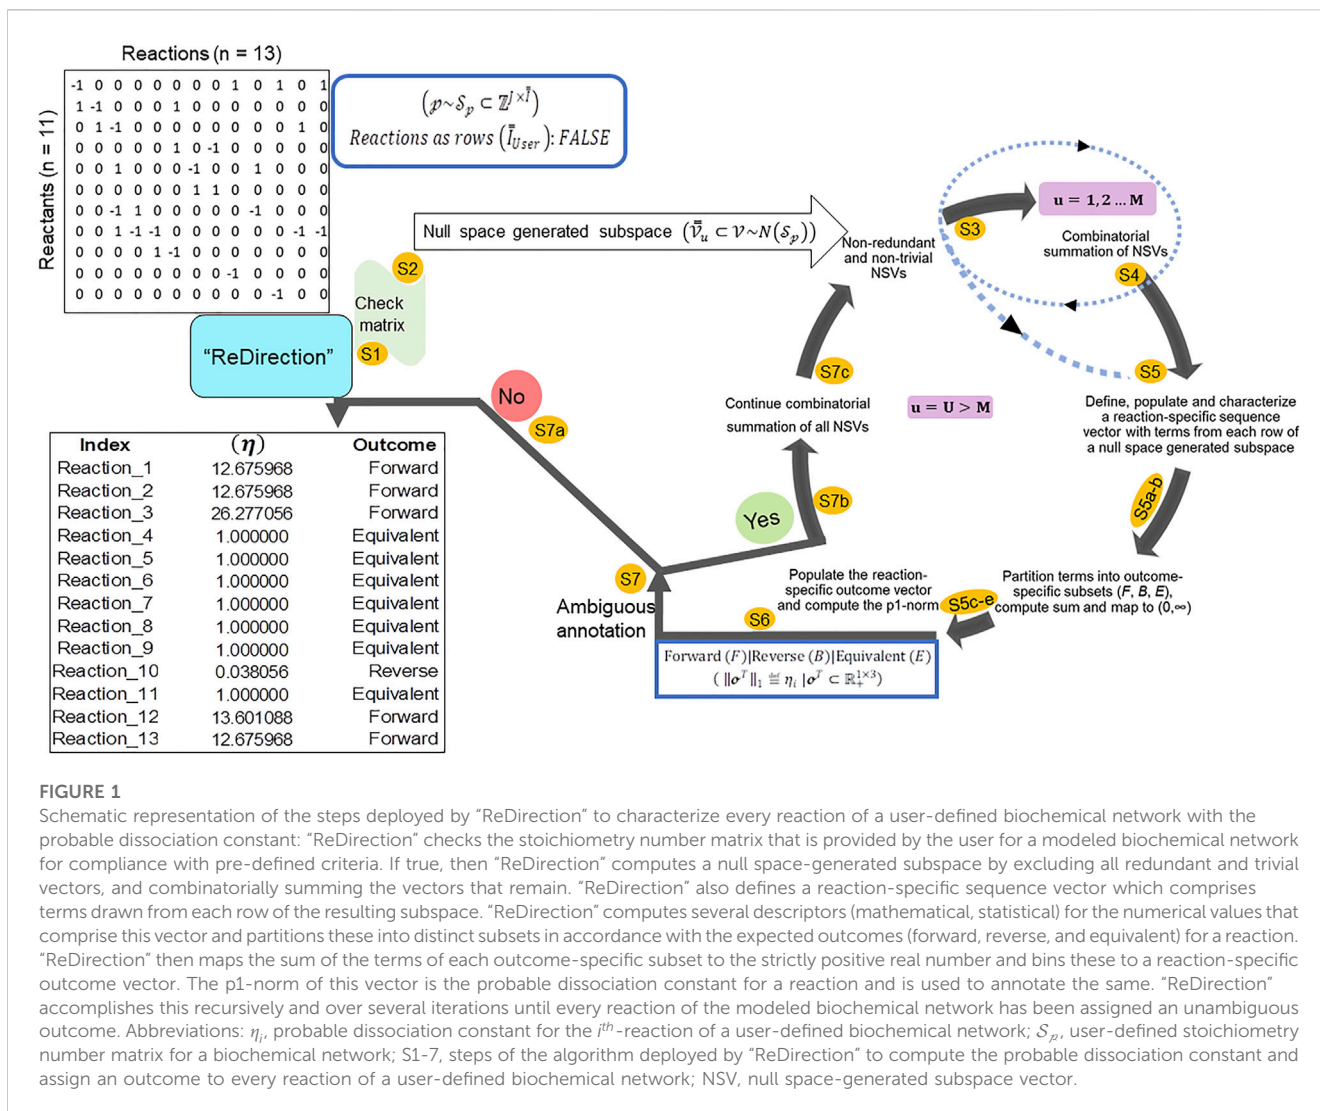 Reactions (n = 13)
Reactants (n = 11)
-1 0 0 0 0 0 0 0 1 0 1 0 1
1 -1 0 0 0 1 0 0 0 0 0 0 0
0 1 -1 0 0 0 0 0 0 0 0 1 0
0 0 0 0 0 1 0 -1 0 0 0 0 0
0 0 1 0 0 0 -1 0 0 1 0 0 0
0 0 0 0 0 0 1 1 0 0 0 0 0
0 0 -1 1 0 0 0 0 0 -1 0 0 0
0 0 1 -1 -1 0 0 0 0 0 0 -1 -1
0 0 0 0 1 -1 0 0 0 0 0 0 0
0 0 0 0 0 0 0 0 -1 0 0 0 0
0 0 0 0 0 0 0 0 0 0 -1 0 0
(𝓅~𝒮𝓅 ⊂ ℤ^{J×I̿})
Reactions as rows (I̿_{User}): FALSE
Null space generated subspace (𝒱̿ᵤ ⊂ 𝒱~N(𝒮𝓅))
S2
Check
matrix
S1
"ReDirection"
Non-redundant
and non-trivial
NSVs
S3
u = 1, 2 ... M
Combinatorial
summation of NSVs
S4
S5
Define, populate and characterize
a reaction-specific sequence
vector with terms from each row of
a null space generated subspace
S5a-b
Partition terms into outcome-
specific subsets (F, B, E),
compute sum and map to (0,∞)
S5c-e
Populate the reaction-
specific outcome vector
and compute the p1-norm
S6
Forward (F)|Reverse (B)|Equivalent (E)
( ‖𝝈^T‖₁ ≝ ηᵢ |𝝈^T ⊂ ℝ₊^{1×3})
S7
Ambiguous
annotation
No
S7a
Yes
S7b
Continue combinatorial
summation of all NSVs
u = U > M
S7c
Index (η) Outcome
Reaction_1 12.675968 Forward
Reaction_2 12.675968 Forward
Reaction_3 26.277056 Forward
Reaction_4 1.000000 Equivalent
Reaction_5 1.000000 Equivalent
Reaction_6 1.000000 Equivalent
Reaction_7 1.000000 Equivalent
Reaction_8 1.000000 Equivalent
Reaction_9 1.000000 Equivalent
Reaction_10 0.038056 Reverse
Reaction_11 1.000000 Equivalent
Reaction_12 13.601088 Forward
Reaction_13 12.675968 Forward
FIGURE 1
Schematic representation of the steps deployed by "ReDirection" to characterize every reaction of a user-defined biochemical network with the
probable dissociation constant: "ReDirection" checks the stoichiometry number matrix that is provided by the user for a modeled biochemical network
for compliance with pre-defined criteria. If true, then "ReDirection" computes a null space-generated subspace by excluding all redundant and trivial
vectors, and combinatorially summing the vectors that remain. "ReDirection" also defines a reaction-specific sequence vector which comprises
terms drawn from each row of the resulting subspace. "ReDirection" computes several descriptors (mathematical, statistical) for the numerical values that
comprise this vector and partitions these into distinct subsets in accordance with the expected outcomes (forward, reverse, and equivalent) for a reaction.
"ReDirection" then maps the sum of the terms of each outcome-specific subset to the strictly positive real number and bins these to a reaction-specific
outcome vector. The p1-norm of this vector is the probable dissociation constant for a reaction and is used to annotate the same. "ReDirection"
accomplishes this recursively and over several iterations until every reaction of the modeled biochemical network has been assigned an unambiguous
outcome. Abbreviations: ηᵢ, probable dissociation constant for the i^{th}-reaction of a user-defined biochemical network; 𝒮𝓅, user-defined stoichiometry
number matrix for a biochemical network; S1-7, steps of the algorithm deployed by "ReDirection" to compute the probable dissociation constant and
assign an outcome to every reaction of a user-defined biochemical network; NSV, null space-generated subspace vector.